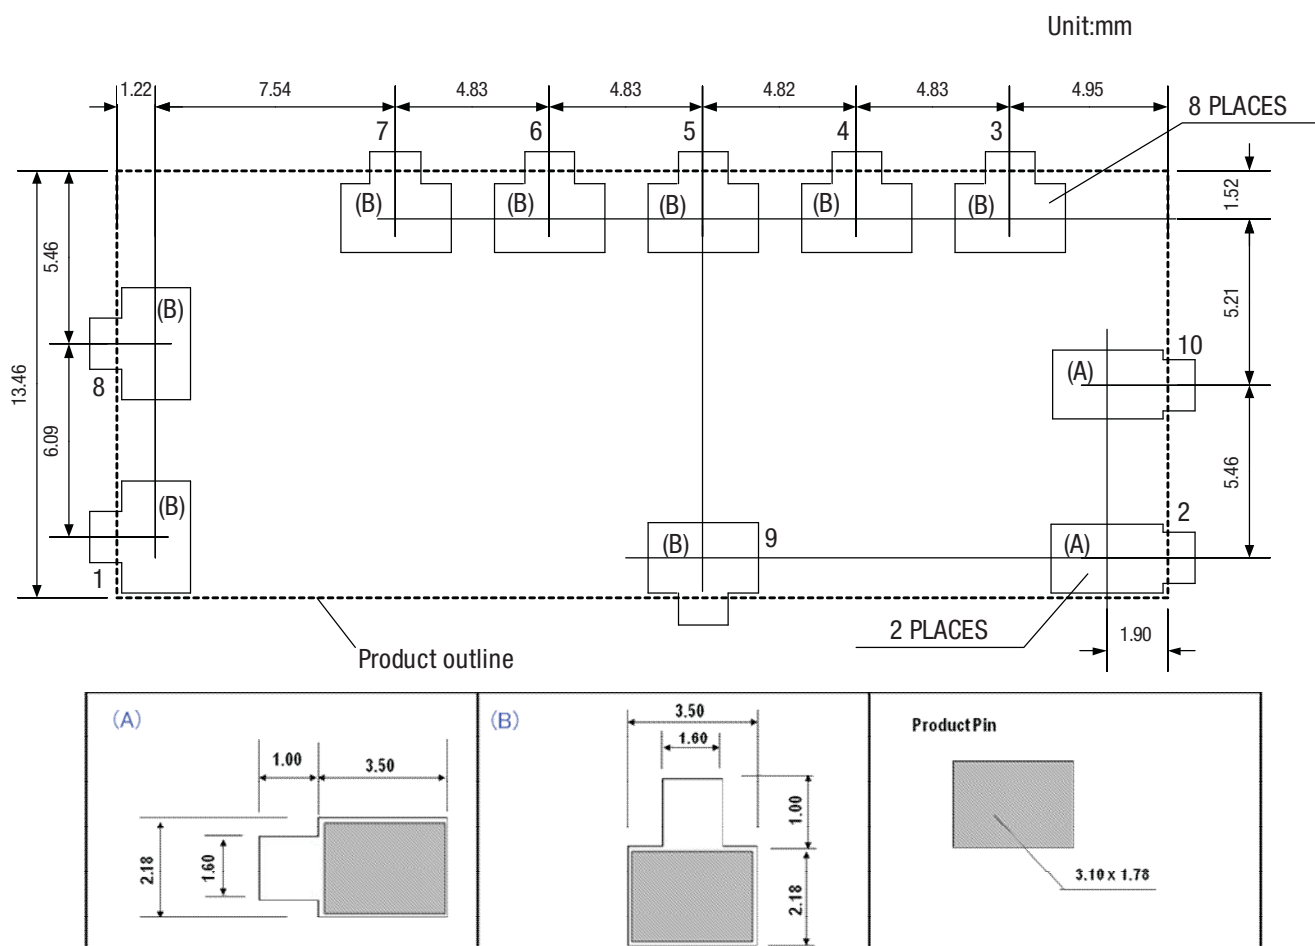 Unit:mm
1.22
7.54
4.83
4.83
4.82
4.83
4.95
7
6
5
4
3
8 PLACES
(B)
(B)
(B)
(B)
(B)
1.52
5.46
5.21
13.46
(B)
8
10
(A)
6.09
5.46
(B)
1
(B)
9
(A)
2
2 PLACES
1.90
Product outline
(A)
1.00
3.50
2.18
1.60
(B)
3.50
1.60
1.00
2.18
Product Pin
3.10 x 1.78